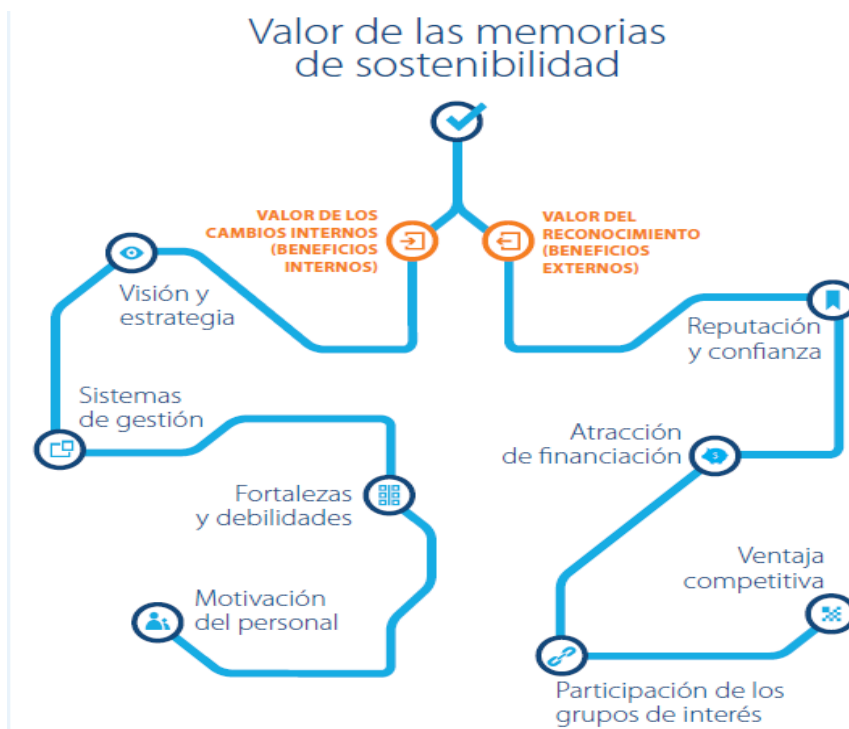 Valor de las memorias
de sostenibilidad
VALOR DE LOS
CAMBIOS INTERNOS
(BENEFICIOS
INTERNOS)
VALOR DEL
RECONOCIMIENTO
(BENEFICIOS
EXTERNOS)
Visión y
estrategia
Sistemas
de gestión
Fortalezas
y debilidades
Motivación
del personal
Reputación
y confianza
Atracción
de financiación
$
Ventaja
competitiva
Participación de los
grupos de interés